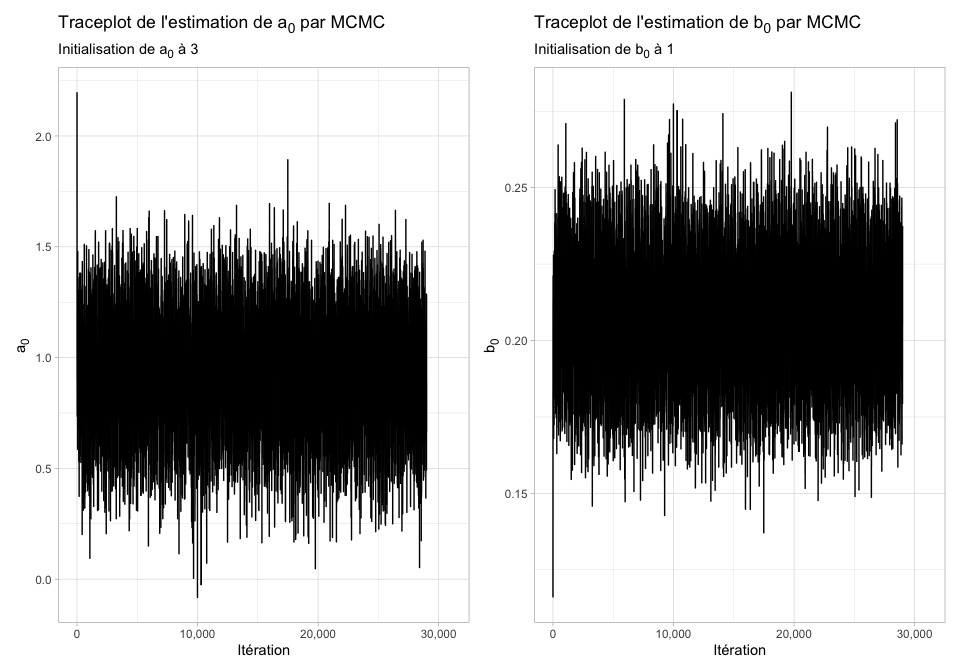 Traceplot de l'estimation de a₀ par MCMC
Initialisation de a₀ à 3
2.0
1.5
1.0
0.5
0.0
a₀
0
10,000
20,000
30,000
Itération
Traceplot de l'estimation de b₀ par MCMC
Initialisation de b₀ à 1
0.25
0.20
0.15
b₀
0
10,000
20,000
30,000
Itération